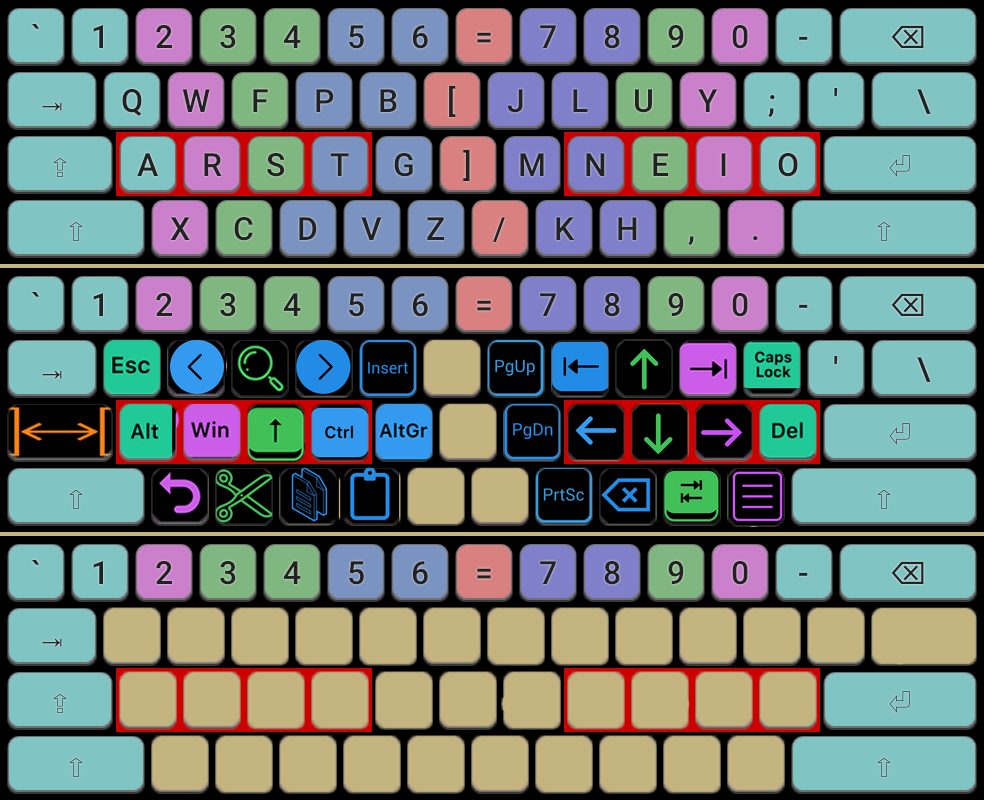 ` 1 2 3 4 5 6 = 7 8 9 0 - ⌫
⇥ Q W F P B [ J L U Y ; ' \
⇪ A R S T G ] M N E I O ⏎
⇧ X C D V Z / K H , . ⇧
` 1 2 3 4 5 6 = 7 8 9 0 - ⌫
⇥ Esc < > Insert PgUp Caps Lock ' \
Alt Win ↑ Ctrl AltGr PgDn ← ↓ → Del ⏎
⇧ PrtSc ⌫ ⇧
` 1 2 3 4 5 6 = 7 8 9 0 - ⌫
⇥
⇪ ⏎
⇧ ⇧